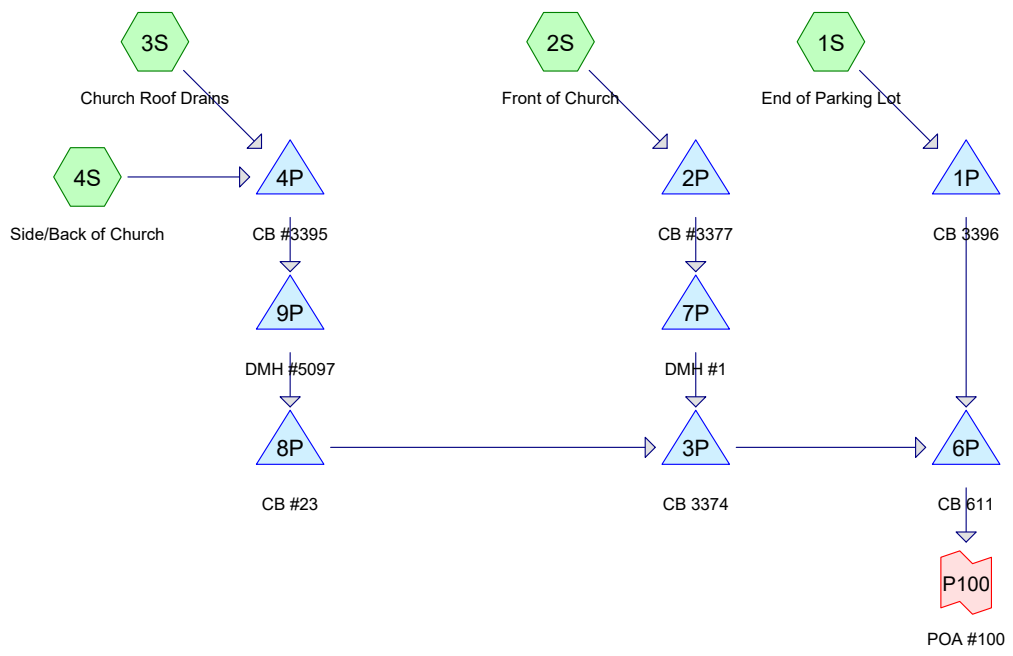 3S
2S
1S
Church Roof Drains
Front of Church
End of Parking Lot
4S
4P
2P
1P
Side/Back of Church
CB #3395
CB #3377
CB 3396
9P
7P
DMH #5097
DMH #1
8P
3P
6P
CB #23
CB 3374
CB 611
P100
POA #100